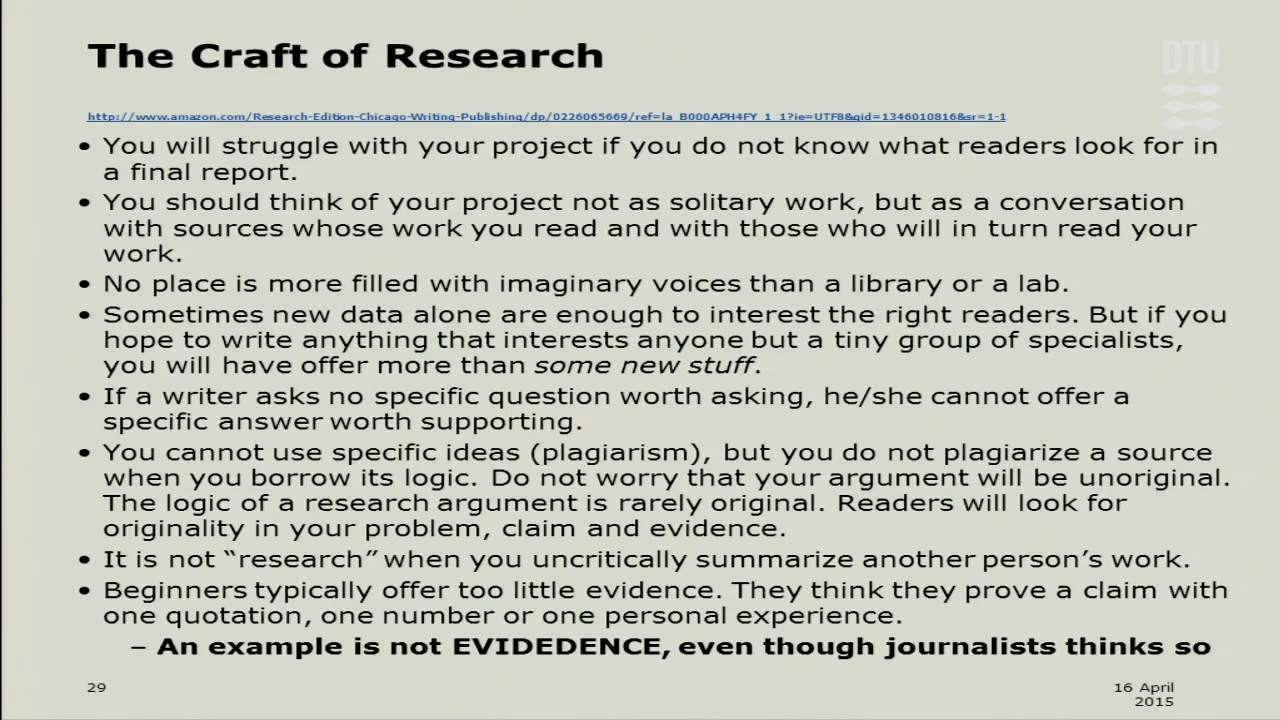 The Craft of Research
DTU
http://www.amazon.com/Research-Edition-Chicago-Writing-Publishing/dp/0226065669/ref=la_B000APH4FY_1_1?ie=UTF8&qid=1346010816&sr=1-1
• You will struggle with your project if you do not know what readers look for in
a final report.
• You should think of your project not as solitary work, but as a conversation
with sources whose work you read and with those who will in turn read your
work.
• No place is more filled with imaginary voices than a library or a lab.
• Sometimes new data alone are enough to interest the right readers. But if you
hope to write anything that interests anyone but a tiny group of specialists,
you will have offer more than some new stuff.
• If a writer asks no specific question worth asking, he/she cannot offer a
specific answer worth supporting.
• You cannot use specific ideas (plagiarism), but you do not plagiarize a source
when you borrow its logic. Do not worry that your argument will be unoriginal.
The logic of a research argument is rarely original. Readers will look for
originality in your problem, claim and evidence.
• It is not “research” when you uncritically summarize another person’s work.
• Beginners typically offer too little evidence. They think they prove a claim with
one quotation, one number or one personal experience.
– An example is not EVIDEDENCE, even though journalists thinks so
29
16 April
2015